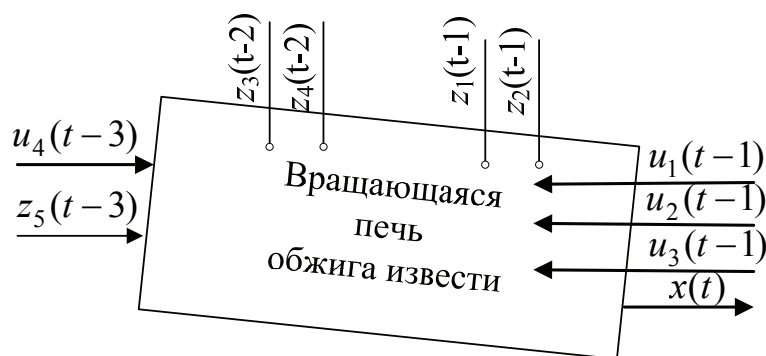 z₃(t-2)
z₄(t-2)
z₁(t-1)
z₂(t-1)
u₄(t−3)
z₅(t−3)
Вращающаяся
печь
обжига извести
u₁(t−1)
u₂(t−1)
u₃(t−1)
x(t)